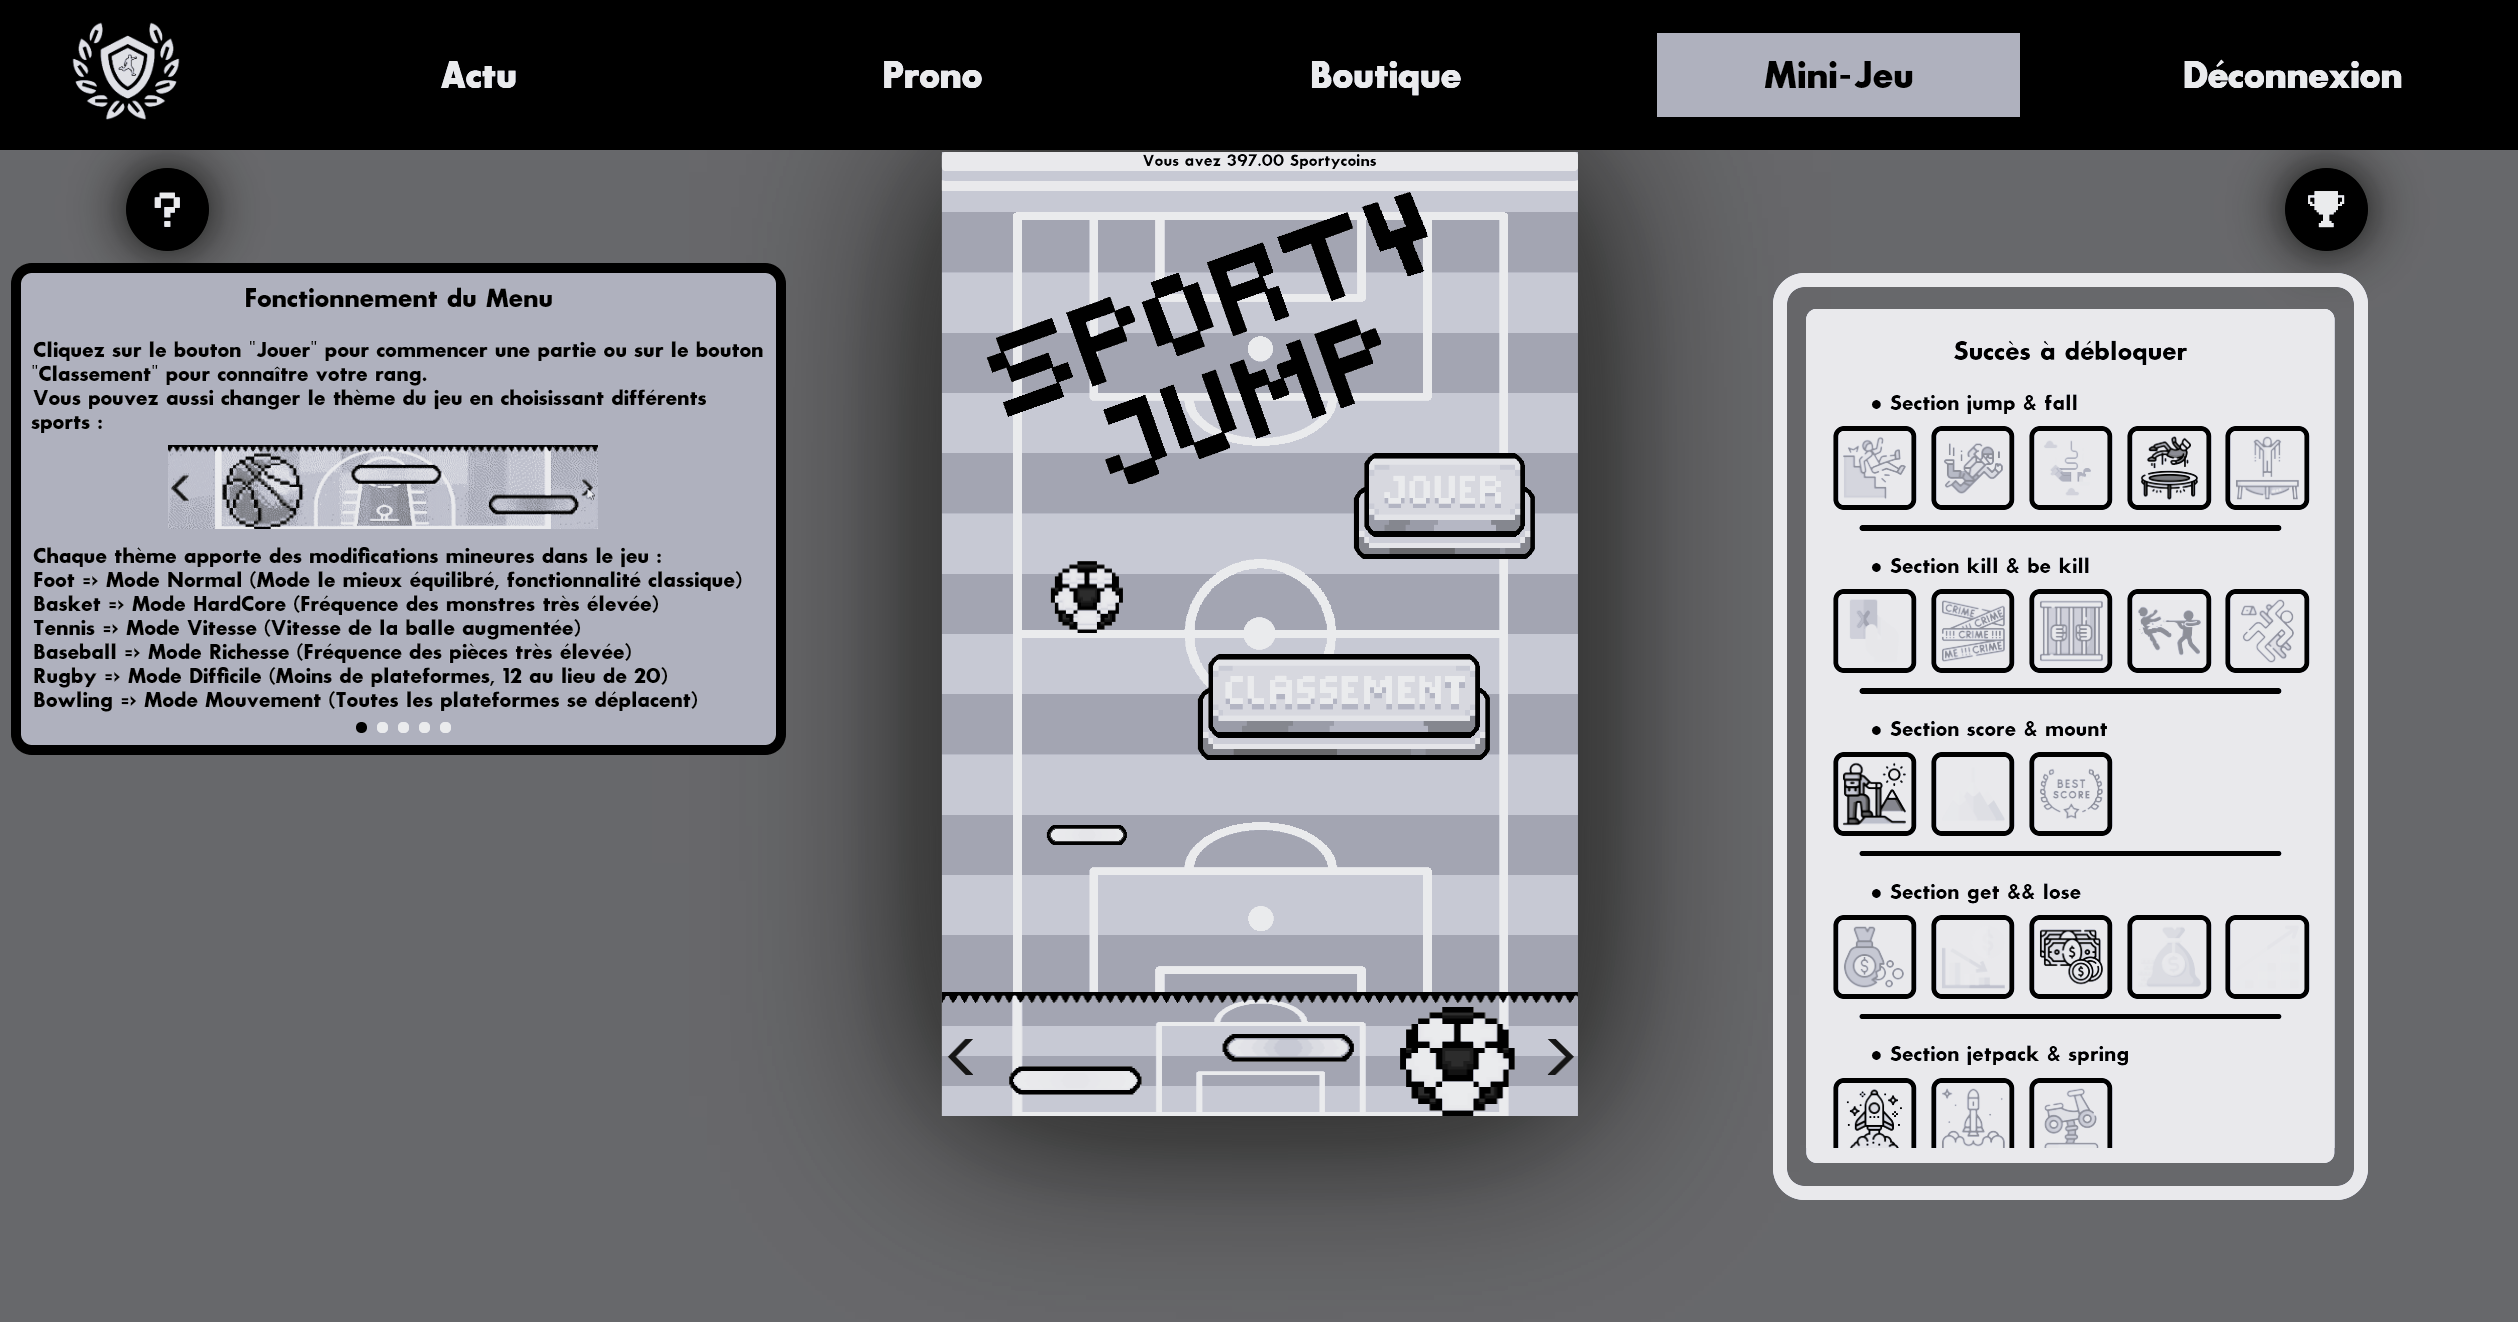 Actu
Prono
Boutique
Mini-Jeu
Déconnexion
Vous avez 397.00 Sportycoins
?
Fonctionnement du Menu
Cliquez sur le bouton "Jouer" pour commencer une partie ou sur le bouton
"Classement" pour connaître votre rang.
Vous pouvez aussi changer le thème du jeu en choisissant différents
sports :
Chaque thème apporte des modifications mineures dans le jeu :
Foot => Mode Normal (Mode le mieux équilibré, fonctionnalité classique)
Basket => Mode HardCore (Fréquence des monstres très élevée)
Tennis => Mode Vitesse (Vitesse de la balle augmentée)
Baseball => Mode Richesse (Fréquence des pièces très élevée)
Rugby => Mode Difficile (Moins de plateformes, 12 au lieu de 20)
Bowling => Mode Mouvement (Toutes les plateformes se déplacent)
SPORTY
JUMP
JOUER
CLASSEMENT
Succès à débloquer
• Section jump & fall
• Section kill & be kill
CRIME CRIME
!!! CRIME !!!
ME !!! CRIME
• Section score & mount
BEST
SCORE
• Section get && lose
• Section jetpack & spring